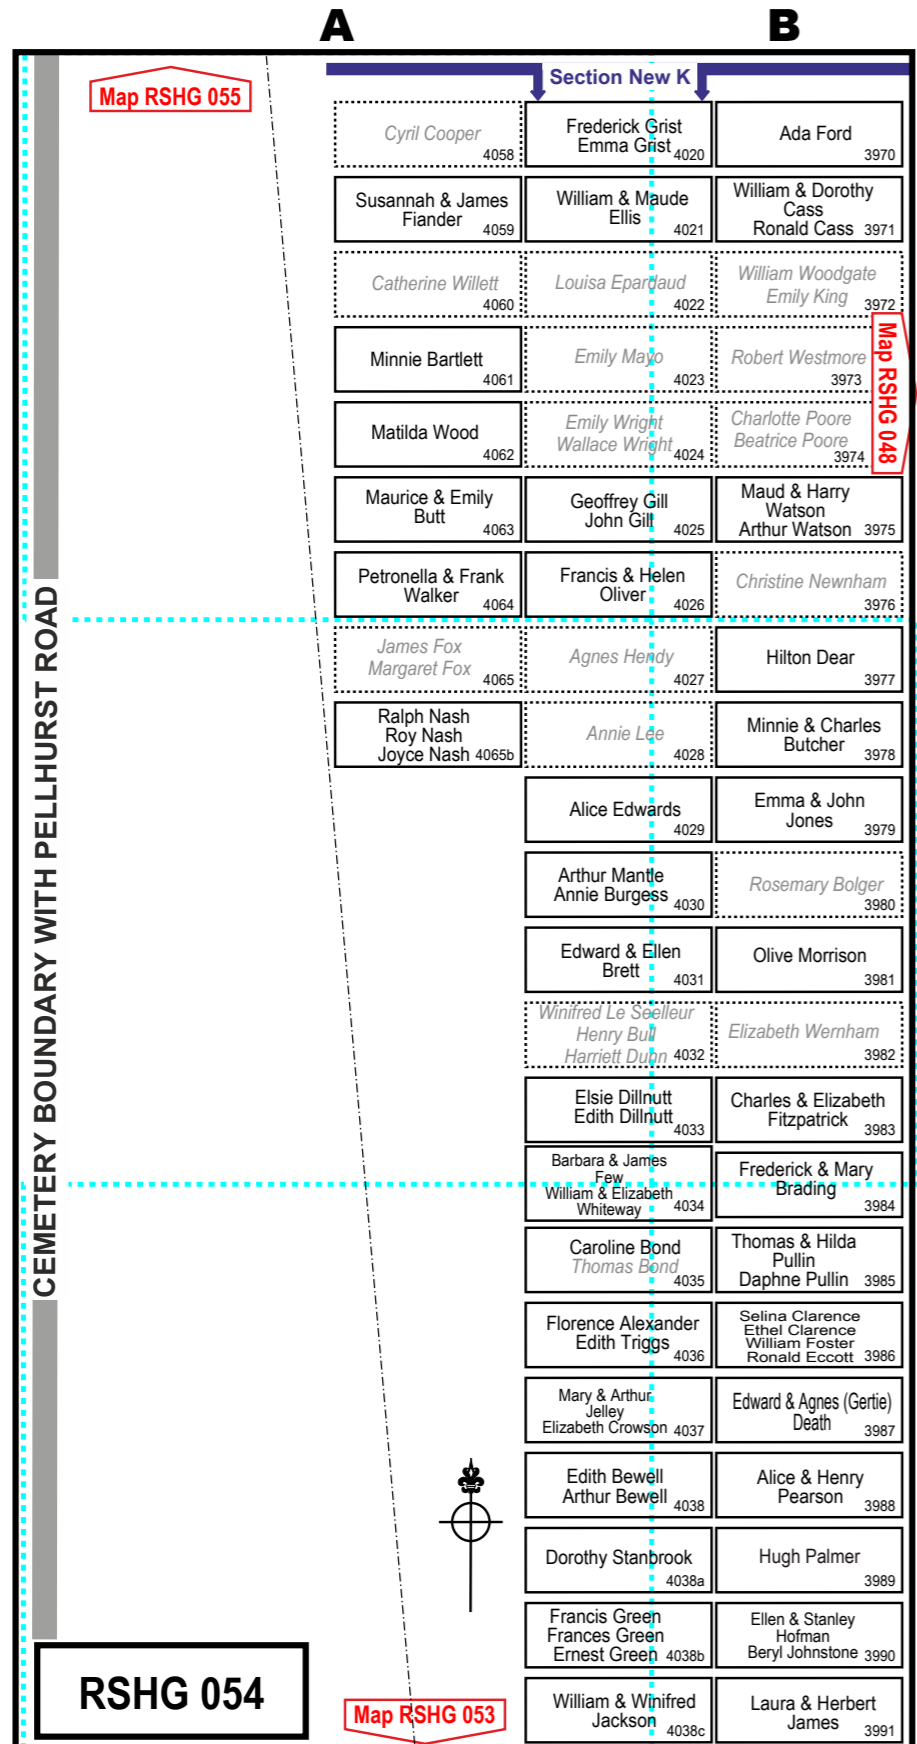 A
B
Map RSHG 055
Section New K
Cyril Cooper
4058
Frederick Grist
Emma Grist 4020
Ada Ford
3970
Susannah & James
Fiander
4059
William & Maude
Ellis
4021
William & Dorothy
Cass
Ronald Cass 3971
Catherine Willett
4060
Louisa Epardaud
4022
William Woodgate
Emily King
3972
Minnie Bartlett
4061
Emily Mayo
4023
Robert Westmore
3973
Map RSHG 048
Matilda Wood
4062
Emily Wright
Wallace Wright 4024
Charlotte Poore
Beatrice Poore
3974
Maurice & Emily
Butt
4063
Geoffrey Gill
John Gill
4025
Maud & Harry
Watson
Arthur Watson 3975
Petronella & Frank
Walker
4064
Francis & Helen
Oliver
4026
Christine Newnham
3976
James Fox
Margaret Fox 4065
Agnes Hendy
4027
Hilton Dear
3977
Ralph Nash
Roy Nash
Joyce Nash 4065b
Annie Lee
4028
Minnie & Charles
Butcher
3978
Alice Edwards
4029
Emma & John
Jones
3979
Arthur Mantle
Annie Burgess 4030
Rosemary Bolger
3980
Edward & Ellen
Brett
4031
Olive Morrison
3981
Winifred Le Seelleur
Henry Bull
Harriett Dunn 4032
Elizabeth Wernham
3982
Elsie Dillnutt
Edith Dillnutt
4033
Charles & Elizabeth
Fitzpatrick
3983
Barbara & James
Few
William & Elizabeth
Whiteway 4034
Frederick & Mary
Brading
3984
Caroline Bond
Thomas Bond
4035
Thomas & Hilda
Pullin
Daphne Pullin 3985
Florence Alexander
Edith Triggs
4036
Selina Clarence
Ethel Clarence
William Foster
Ronald Eccott 3986
Mary & Arthur
Jelley
Elizabeth Crowson 4037
Edward & Agnes (Gertie)
Death
3987
Edith Bewell
Arthur Bewell 4038
Alice & Henry
Pearson
3988
Dorothy Stanbrook
4038a
Hugh Palmer
3989
Francis Green
Frances Green
Ernest Green 4038b
Ellen & Stanley
Hofman
Beryl Johnstone 3990
William & Winifred
Jackson
4038c
Laura & Herbert
James
3991
CEMETERY BOUNDARY WITH PELLHURST ROAD
RSHG 054
Map RSHG 053